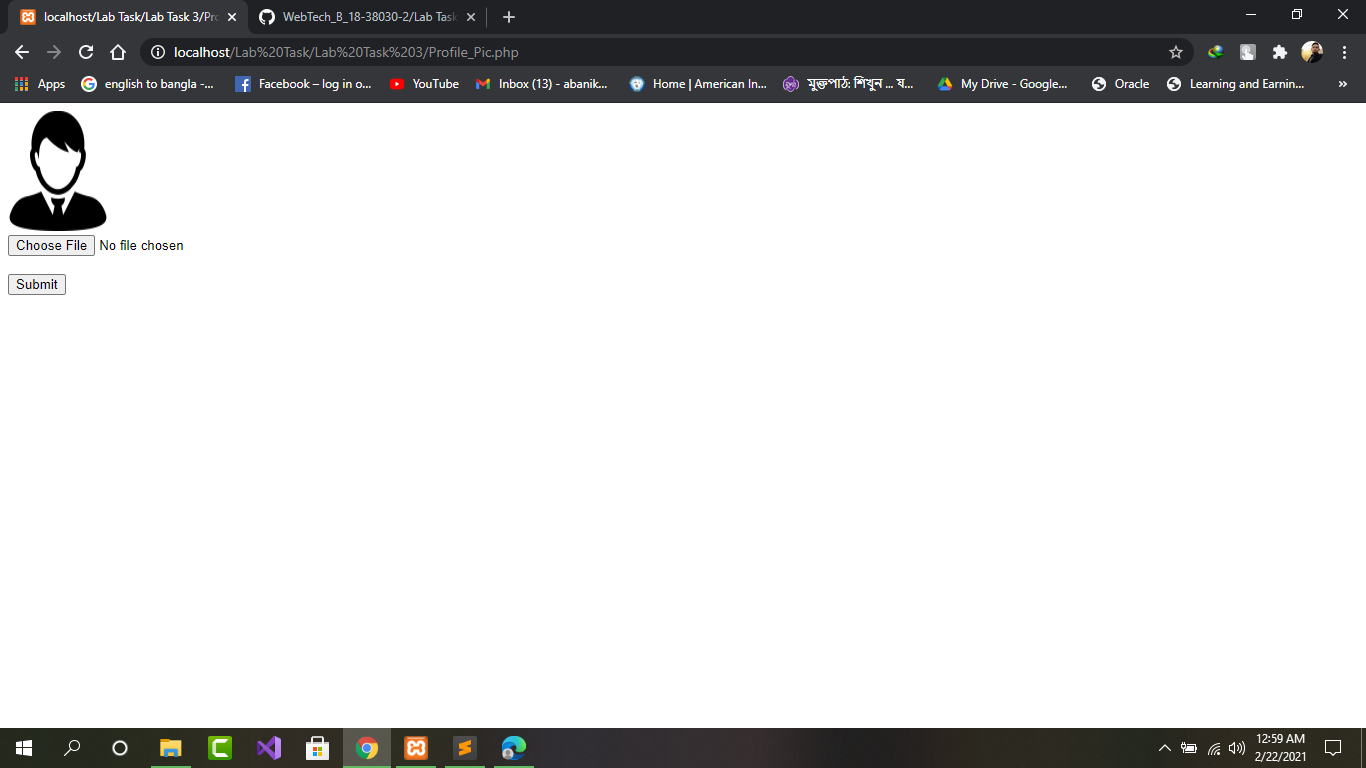 localhost/Lab Task/Lab Task 3/Pro
WebTech_B_18-38030-2/Lab Task
localhost/Lab%20Task/Lab%20Task%203/Profile_Pic.php
Apps
english to bangla -...
Facebook – log in o...
YouTube
Inbox (13) - abanik...
Home | American In...
মুক্তপাঠ: শিখুন ... য...
My Drive - Google...
Oracle
Learning and Earnin...
»
Choose File No file chosen
Submit
12:59 AM
2/22/2021